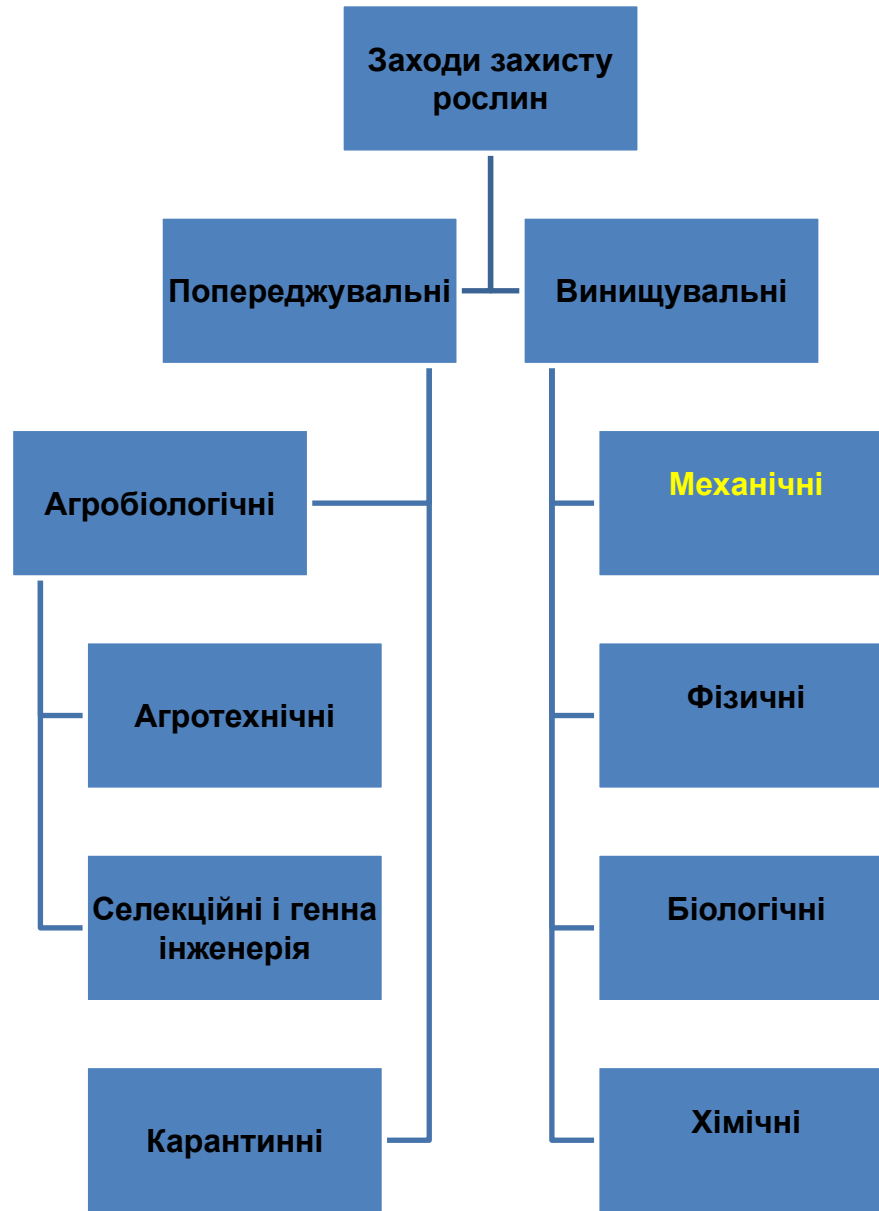 Заходи захисту
рослин
Попереджувальні
Винищувальні
Агробіологічні
Механічні
Агротехнічні
Фізичні
Селекційні і генна
інженерія
Біологічні
Карантинні
Хімічні